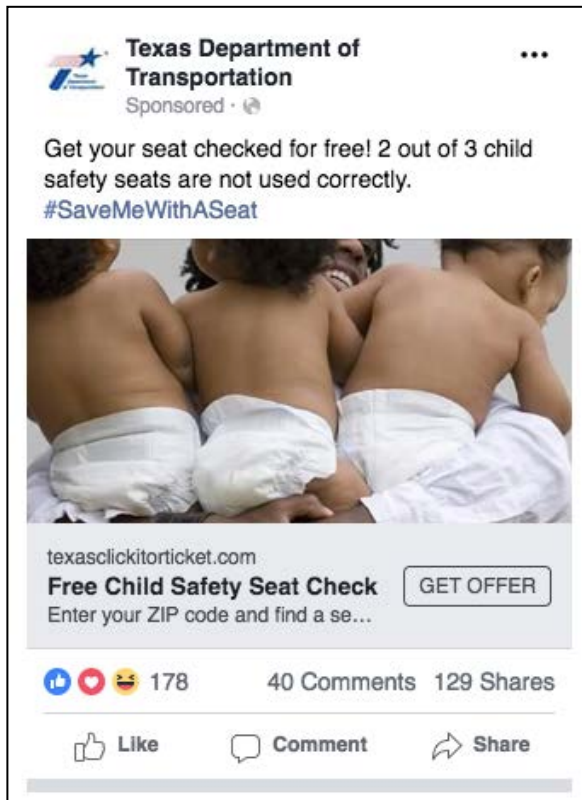 Texas Department of
Transportation
Sponsored ·
Get your seat checked for free! 2 out of 3 child
safety seats are not used correctly.
#SaveMeWithASeat
texasclickitorticket.com
Free Child Safety Seat Check
GET OFFER
Enter your ZIP code and find a se...
178
40 Comments
129 Shares
Like
Comment
Share